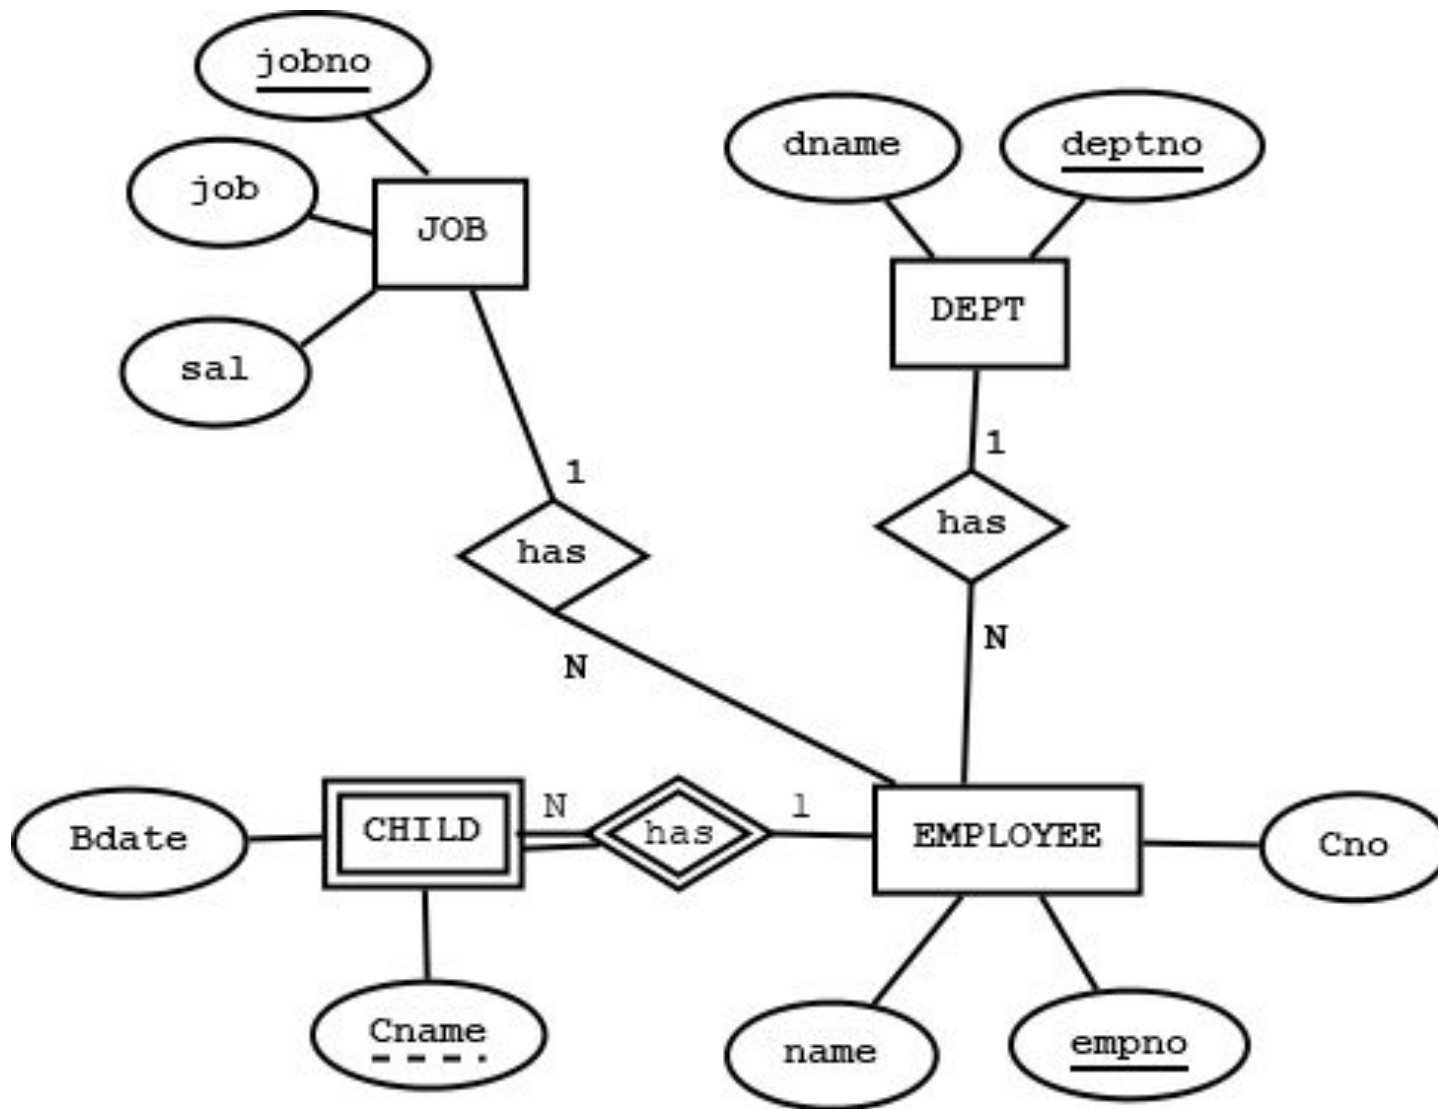 jobno
job
sal
JOB
dname
deptno
DEPT
1
has
N
1
has
N
Bdate
CHILD
N
has
1
EMPLOYEE
Cno
Cname
name
empno